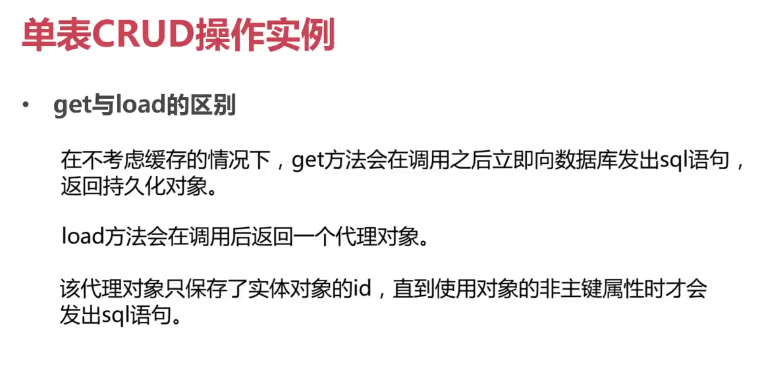 单表CRUD操作实例
• get与load的区别
在不考虑缓存的情况下，get方法会在调用之后立即向数据库发出sql语句，
返回持久化对象。
load方法会在调用后返回一个代理对象。
该代理对象只保存了实体对象的id，直到使用对象的非主键属性时才会
发出sql语句。